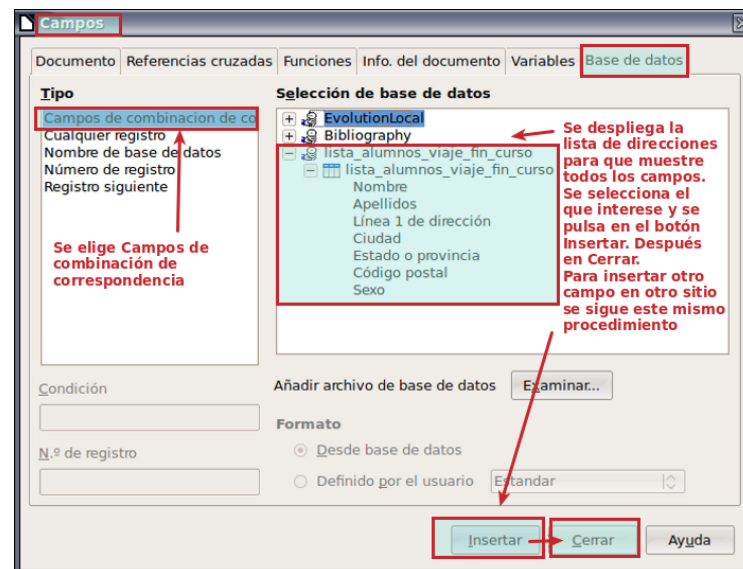 Campos
Documento Referencias cruzadas Funciones Info. del documento Variables Base de datos
Tipo
Campos de combinacion de co
Cualquier registro
Nombre de base de datos
Número de registro
Registro siguiente
Se elige Campos de
combinación de
correspondencia
Selección de base de datos
EvolutionLocal
Bibliography
lista_alumnos_viaje_fin_curso
lista_alumnos_viaje_fin_curso
Nombre
Apellidos
Línea 1 de dirección
Ciudad
Estado o provincia
Código postal
Sexo
Se despliega la
lista de direcciones
para que muestre
todos los campos.
Se selecciona el
que interese y se
pulsa en el botón
Insertar. Después
en Cerrar.
Para insertar otro
campo en otro sitio
se sigue este mismo
procedimiento
Condición
N.º de registro
Añadir archivo de base de datos Examinar...
Formato
Desde base de datos
Definido por el usuario Estandar
Insertar Cerrar Ayuda